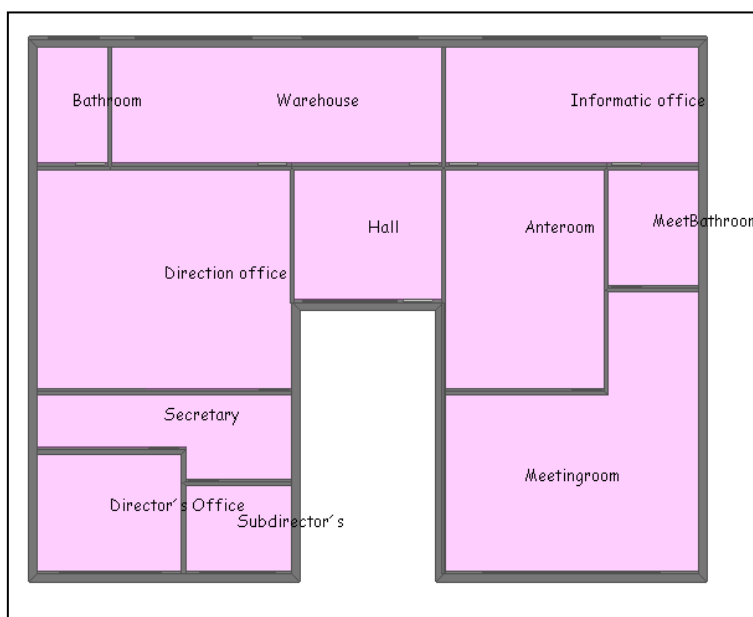 Bathroom
Warehouse
Informatic office
Hall
Anteroom
MeetBathroom
Direction office
Secretary
Meetingroom
Director´s Office
Subdirector´s